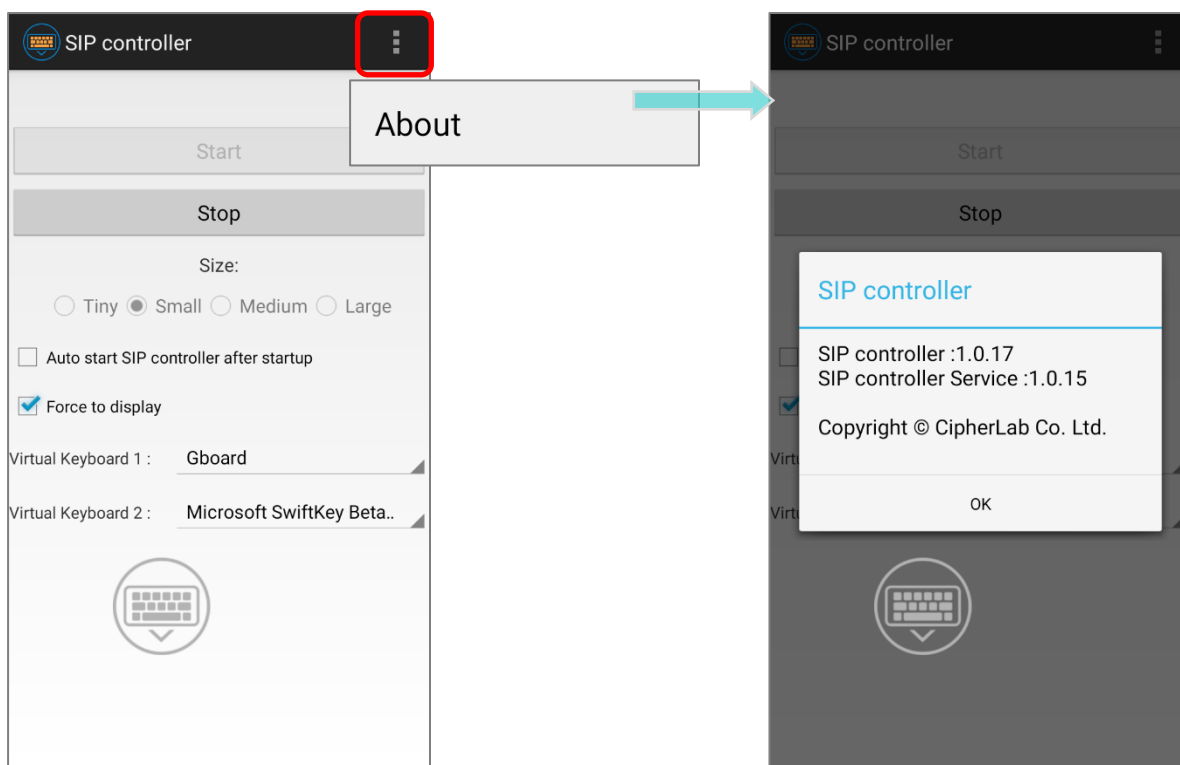 SIP controller
About
Start
Stop
Size:
Tiny Small Medium Large
Auto start SIP controller after startup
Force to display
Virtual Keyboard 1 : Gboard
Virtual Keyboard 2 : Microsoft SwiftKey Beta..
SIP controller
Start
Stop
SIP controller
SIP controller :1.0.17
SIP controller Service :1.0.15
Copyright © CipherLab Co. Ltd.
Virtu
Virtu
OK